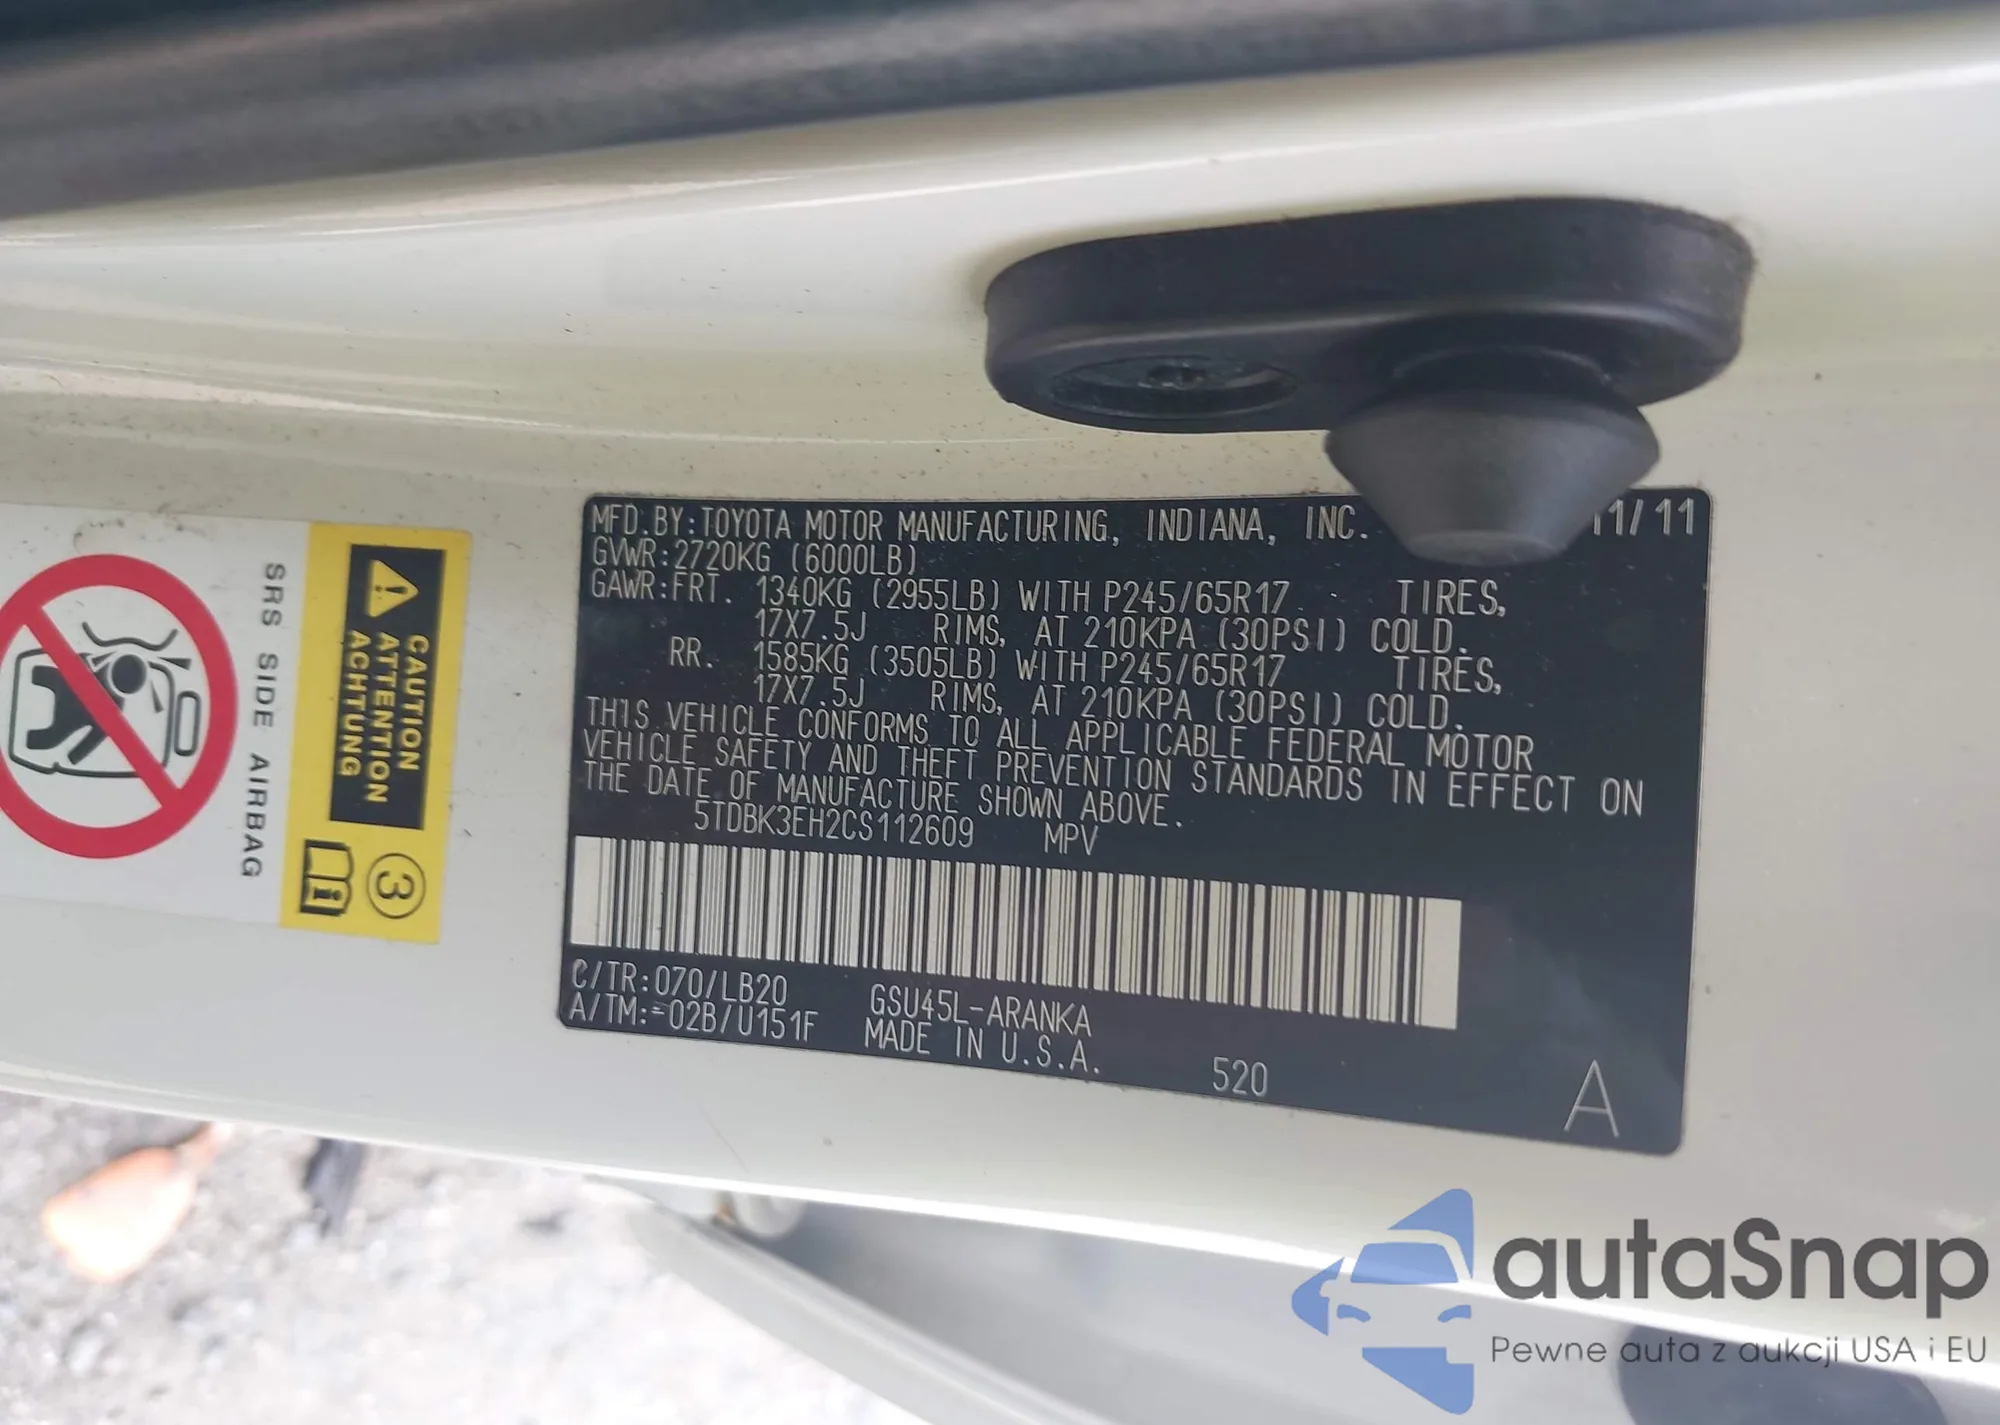 MFD.BY:TOYOTA MOTOR MANUFACTURING, INDIANA, INC. 11/11
GVWR:2720KG (6000LB)
GAWR:FRT. 1340KG (2955LB) WITH P245/65R17 TIRES,
17X7.5J RIMS, AT 210KPA (30PSI) COLD.
RR. 1585KG (3505LB) WITH P245/65R17 TIRES,
17X7.5J RIMS, AT 210KPA (30PSI) COLD.
THIS VEHICLE CONFORMS TO ALL APPLICABLE FEDERAL MOTOR
VEHICLE SAFETY AND THEFT PREVENTION STANDARDS IN EFFECT ON
THE DATE OF MANUFACTURE SHOWN ABOVE.
5TDBK3EH2CS112609 MPV
C/TR:070/LB20 GSU45L-ARANKA
A/TM:-02B/U151F MADE IN U.S.A.
520
A
CAUTION
ATTENTION
ACHTUNG
3
SRS SIDE AIRBAG
autaSnap
Pewne auta z aukcji USA i EU